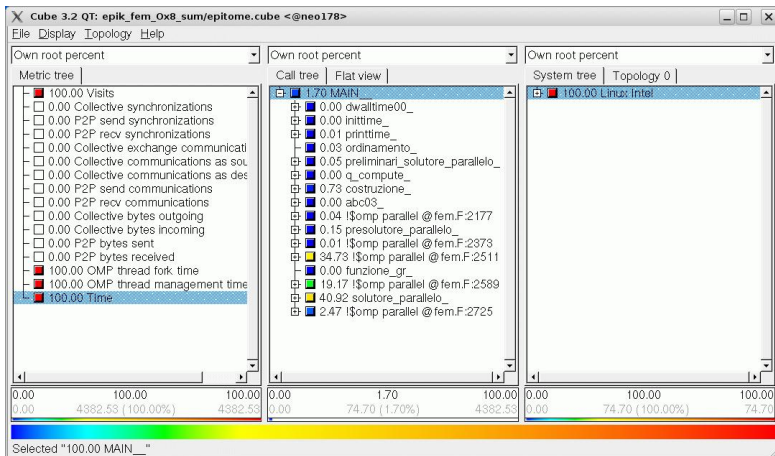 Cube 3.2 QT: epik_fem_0x8_sum/epitome.cube <@neo178>
File Display Topology Help
Own root percent
Metric tree
100.00 Visits
0.00 Collective synchronizations
0.00 P2P send synchronizations
0.00 P2P recv synchronizations
0.00 Collective exchange communicati
0.00 Collective communications as sou
0.00 Collective communications as des
0.00 P2P send communications
0.00 P2P recv communications
0.00 Collective bytes outgoing
0.00 Collective bytes incoming
0.00 P2P bytes sent
0.00 P2P bytes received
100.00 OMP thread fork time
100.00 OMP thread management time
100.00 Time
0.00 100.00 100.00
0.00 4382.53 (100.00%) 4382.53
Own root percent
Call tree Flat view
1.70 MAIN__
0.00 dwalltime00_
0.00 inittime_
0.01 printtime_
0.03 ordinamento_
0.05 preliminari_solutore_parallelo_
0.00 q_compute_
0.73 costruzione_
0.00 abc03_
0.04 !$omp parallel @fem.F:2177
0.15 presolutore_parallelo_
0.01 !$omp parallel @fem.F:2373
34.73 !$omp parallel @fem.F:2511
0.00 funzione_gr_
19.17 !$omp parallel @fem.F:2589
40.92 solutore_parallelo_
2.47 !$omp parallel @fem.F:2725
0.00 1.70 100.00
0.00 74.70 (1.70%) 4382.53
Own root percent
System tree Topology 0
100.00 Linux Intel
0.00 100.00 100.00
0.00 74.70 (100.00%) 74.70
Selected "100.00 MAIN__"